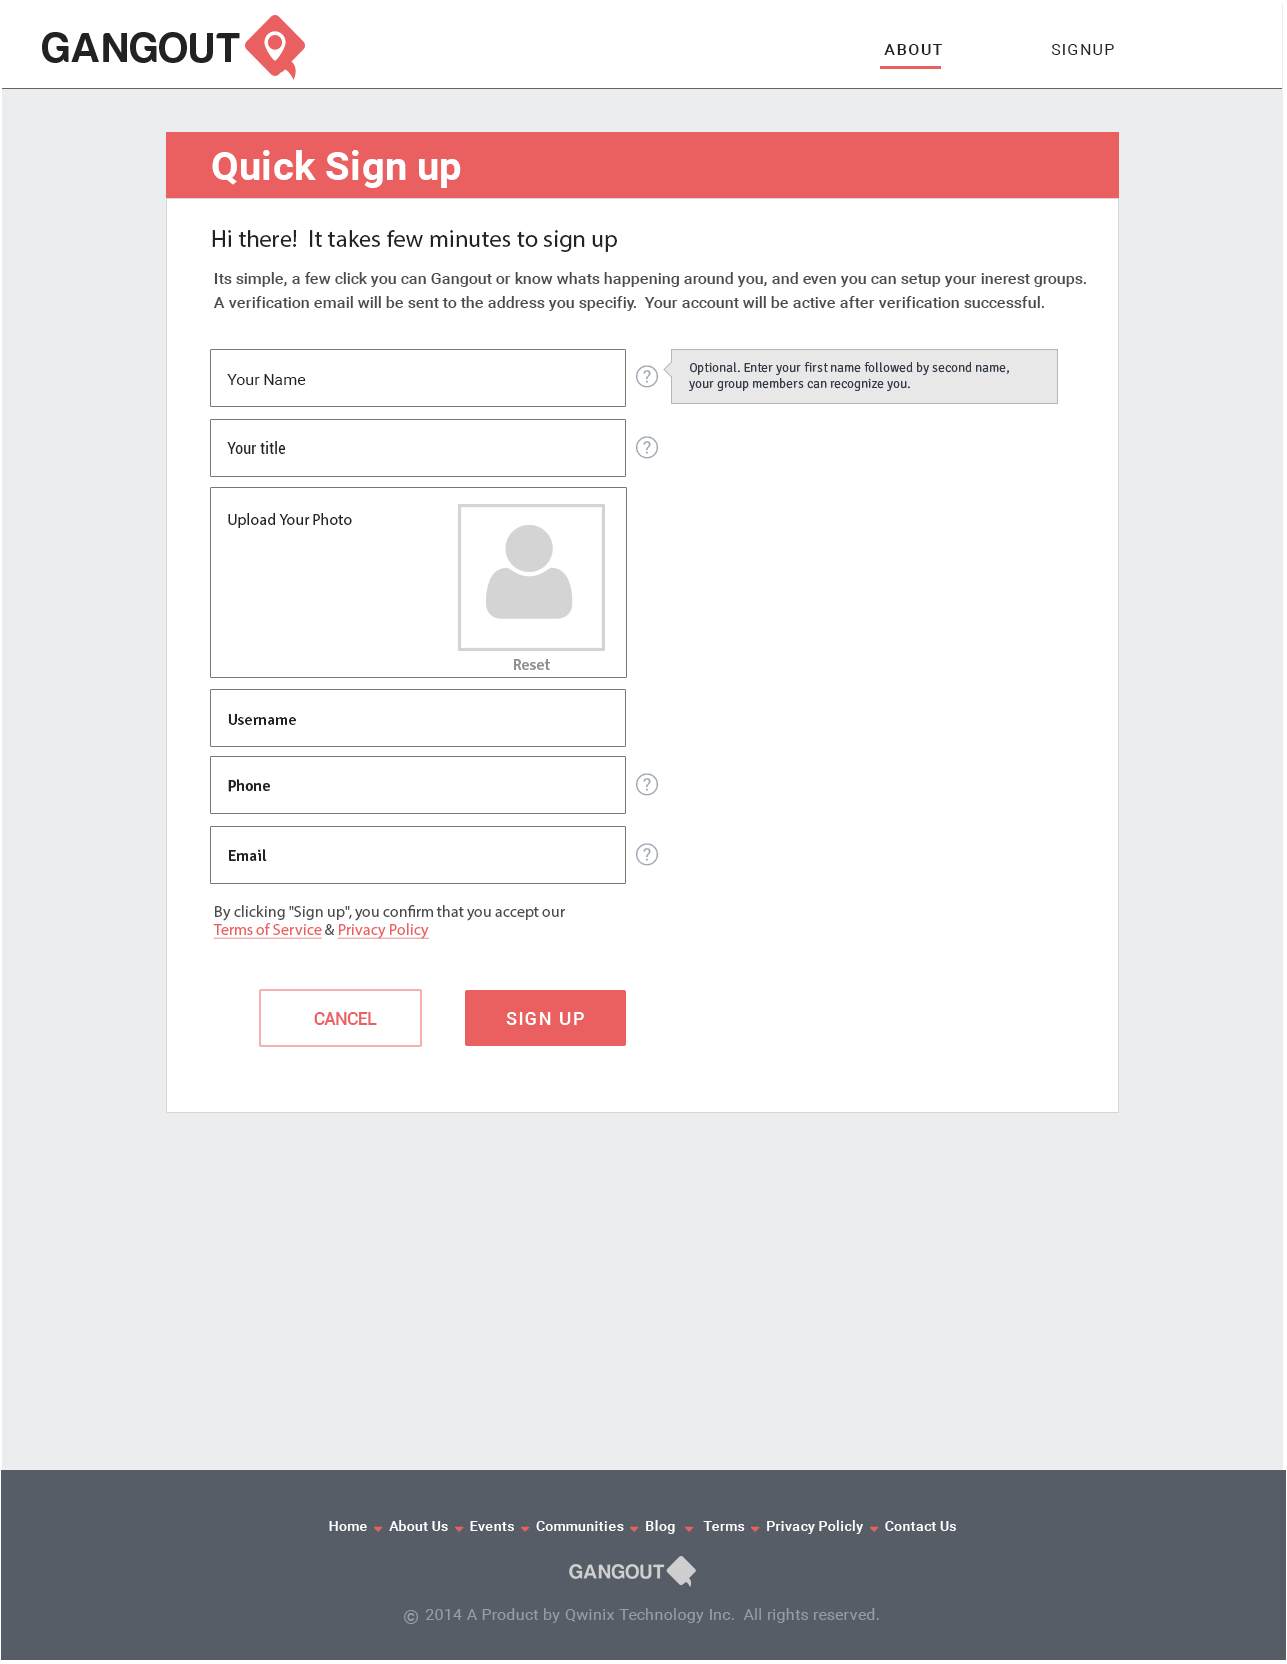 GANGOUT
ABOUT SIGNUP
Quick Sign up
Hi there! It takes few minutes to sign up
Its simple, a few click you can Gangout or know whats happening around you, and even you can setup your inerest groups.
A verification email will be sent to the address you specifiy. Your account will be active after verification successful.
Your Name
?
Optional. Enter your first name followed by second name,
your group members can recognize you.
Your title
?
Upload Your Photo
Reset
Username
Phone
?
Email
?
By clicking "Sign up", you confirm that you accept our
Terms of Service & Privacy Policy
CANCEL SIGN UP
Home About Us Events Communities Blog Terms Privacy Policly Contact Us
GANGOUT
© 2014 A Product by Qwinix Technology Inc. All rights reserved.